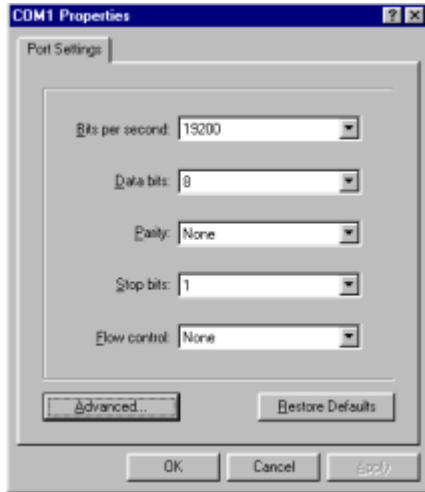 COM1 Properties
Port Settings
Bits per second: 19200
Data bits: 8
Parity: None
Stop bits: 1
Flow control: None
Advanced... Restore Defaults
OK Cancel Apply